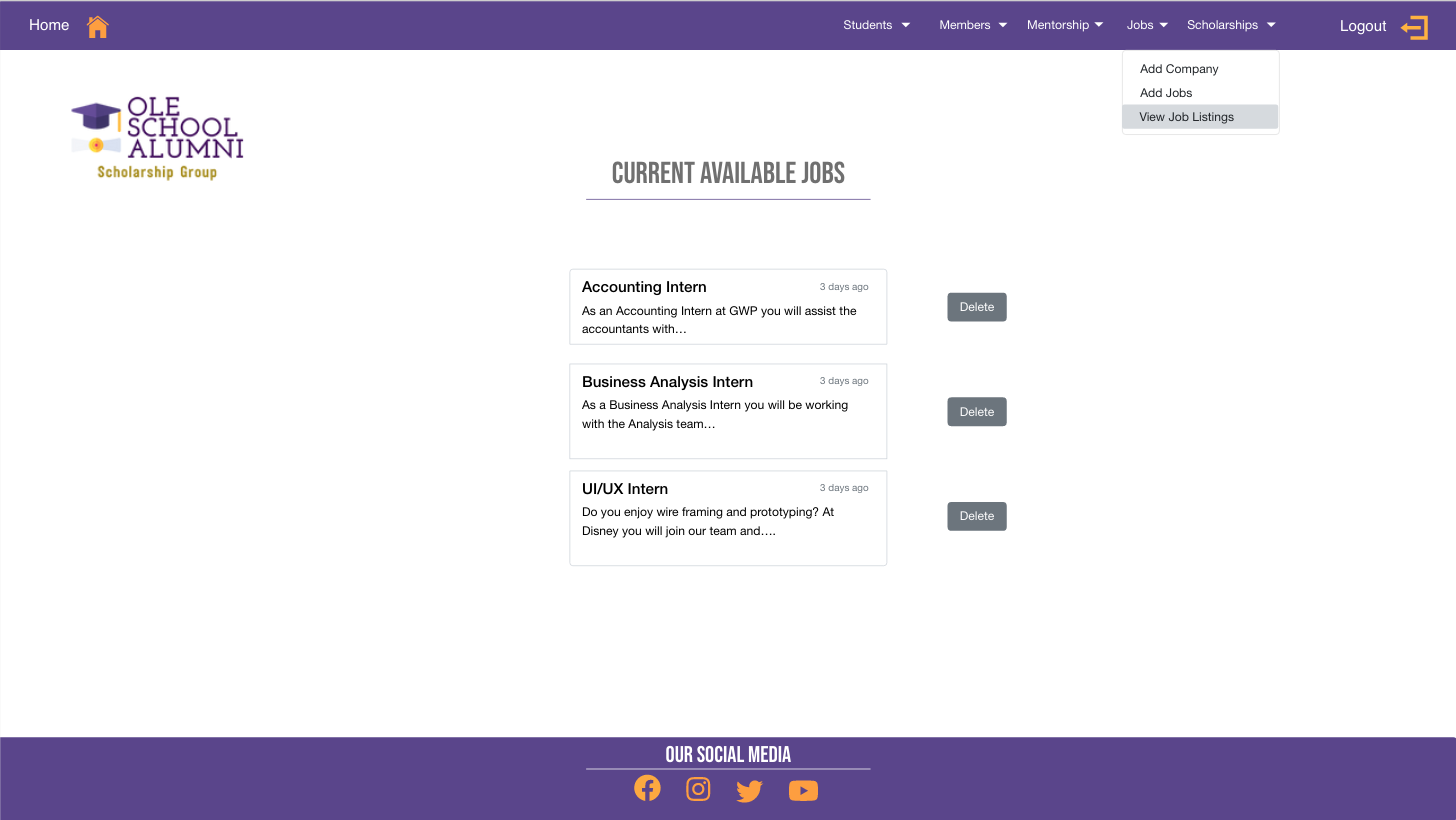 Home
Students
Members
Mentorship
Jobs
Scholarships
Logout
Add Company
Add Jobs
View Job Listings
OLE
SCHOOL
ALUMNI
Scholarship Group
CURRENT AVAILABLE JOBS
Accounting Intern
3 days ago
As an Accounting Intern at GWP you will assist the
accountants with…
Delete
Business Analysis Intern
3 days ago
As a Business Analysis Intern you will be working
with the Analysis team…
Delete
UI/UX Intern
3 days ago
Do you enjoy wire framing and prototyping? At
Disney you will join our team and….
Delete
OUR SOCIAL MEDIA